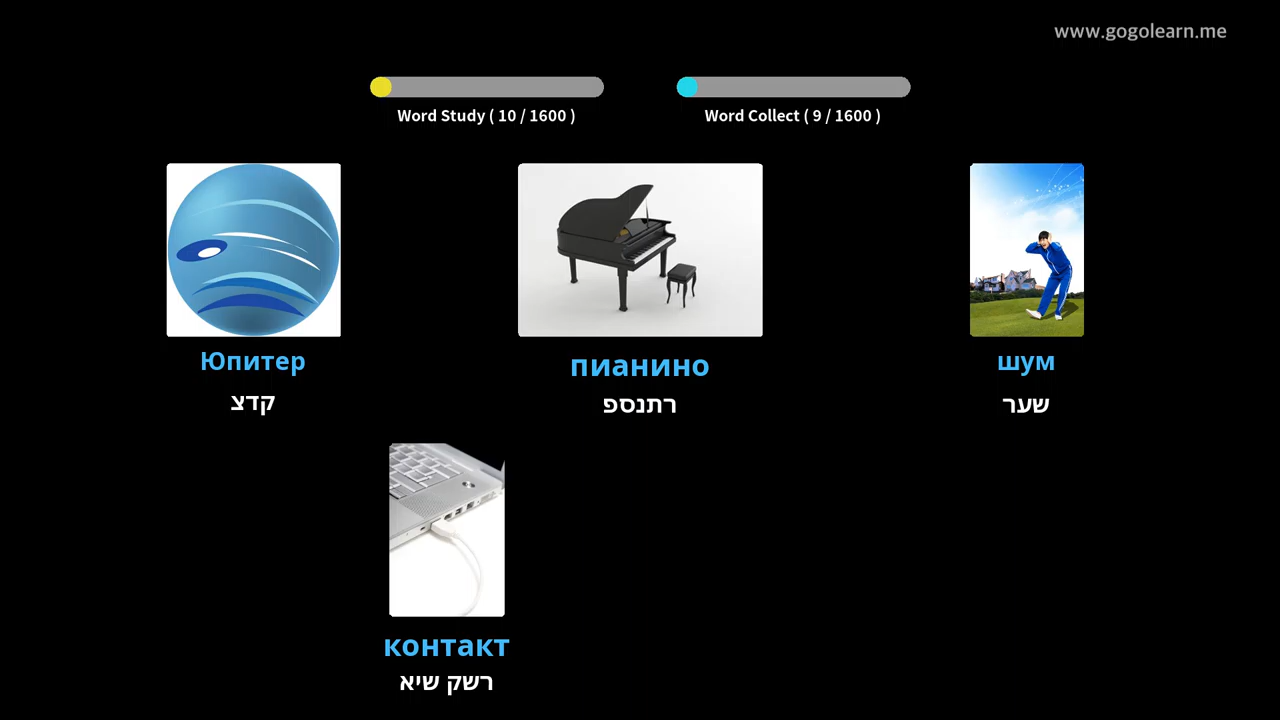 www.gogolearn.me
Word Study ( 10 / 1600 )
Word Collect ( 9 / 1600 )
Юпитер
קדצ
пианино
רתנספ
шум
שער
контакт
רשק שיא